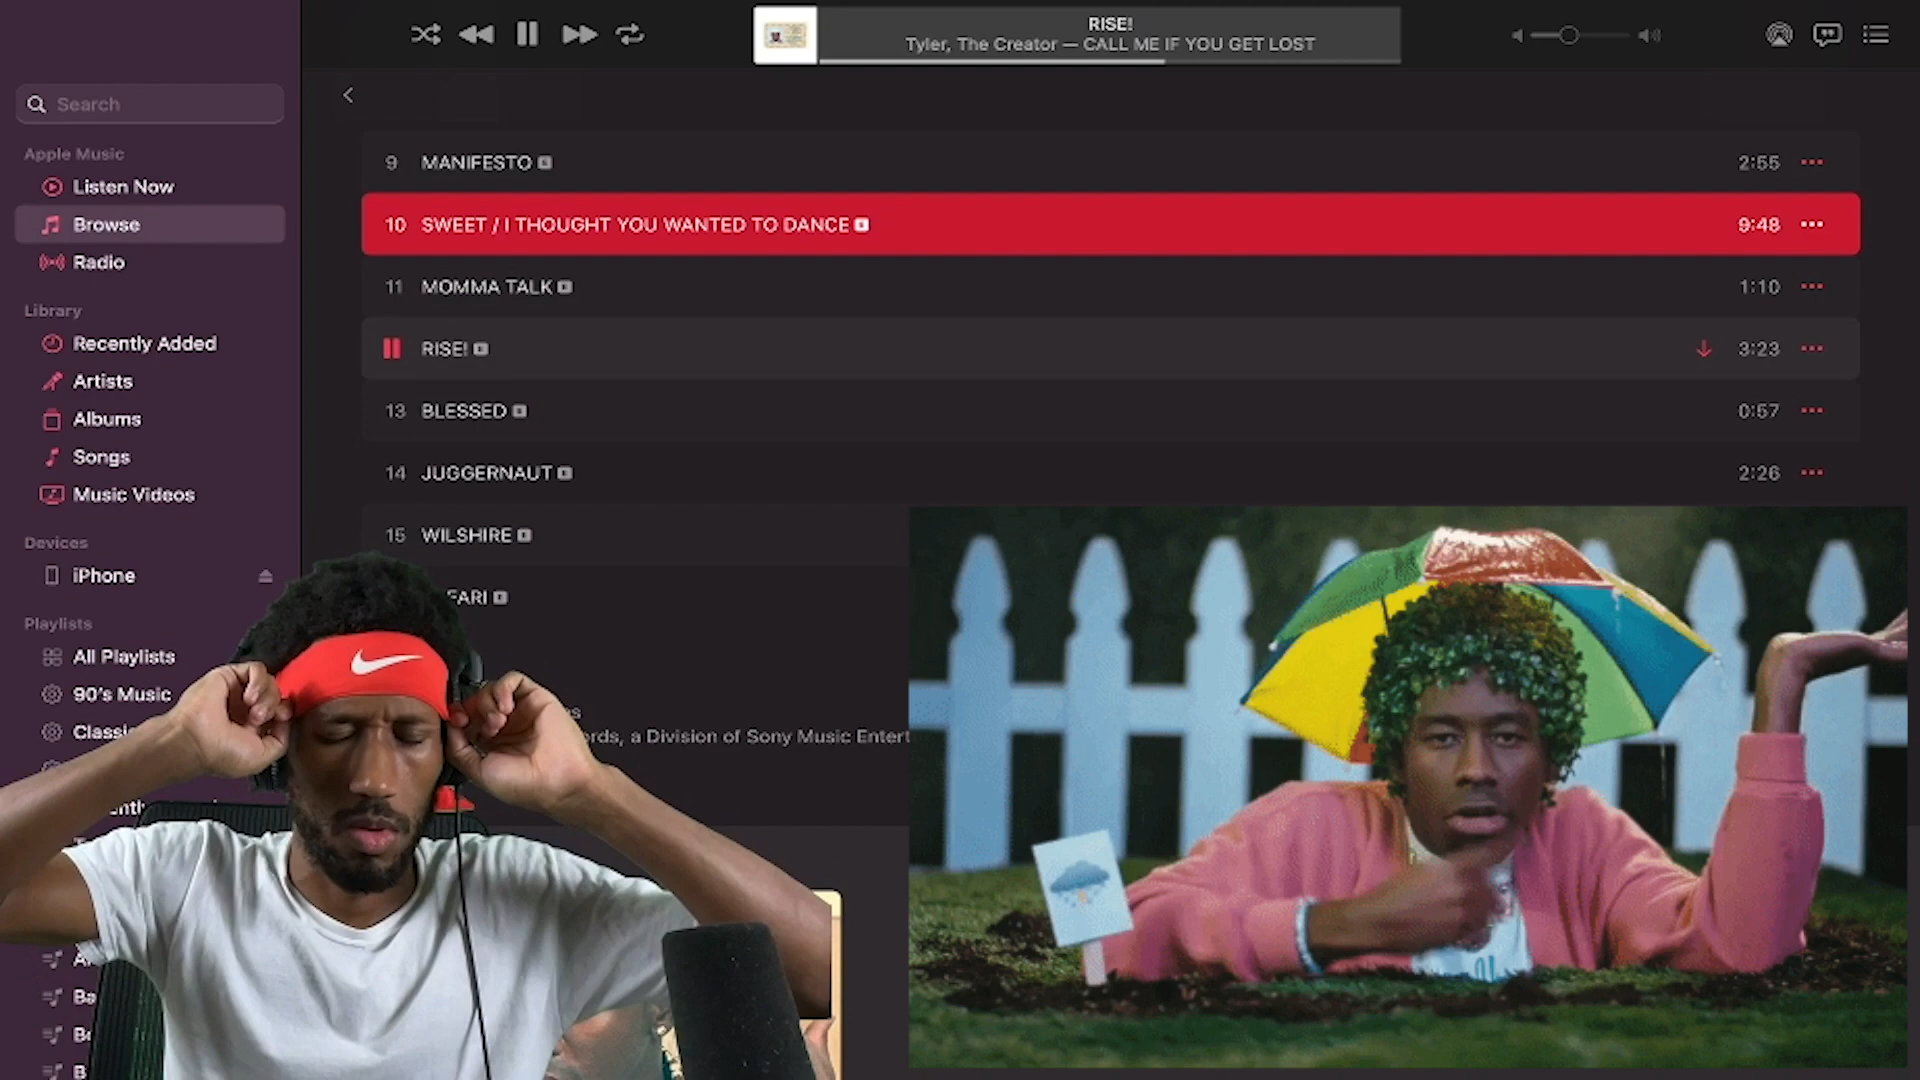 RISE!
Tyler, The Creator — CALL ME IF YOU GET LOST
Search
Apple Music
Listen Now
Browse
Radio
Library
Recently Added
Artists
Albums
Songs
Music Videos
Devices
iPhone
Playlists
All Playlists
90's Music
Classic
9 MANIFESTO E 2:55
10 SWEET / I THOUGHT YOU WANTED TO DANCE E 9:48
11 MOMMA TALK E 1:10
RISE! E 3:23
13 BLESSED E 0:57
14 JUGGERNAUT E 2:26
15 WILSHIRE E
FARI E
ords, a Division of Sony Music Entert